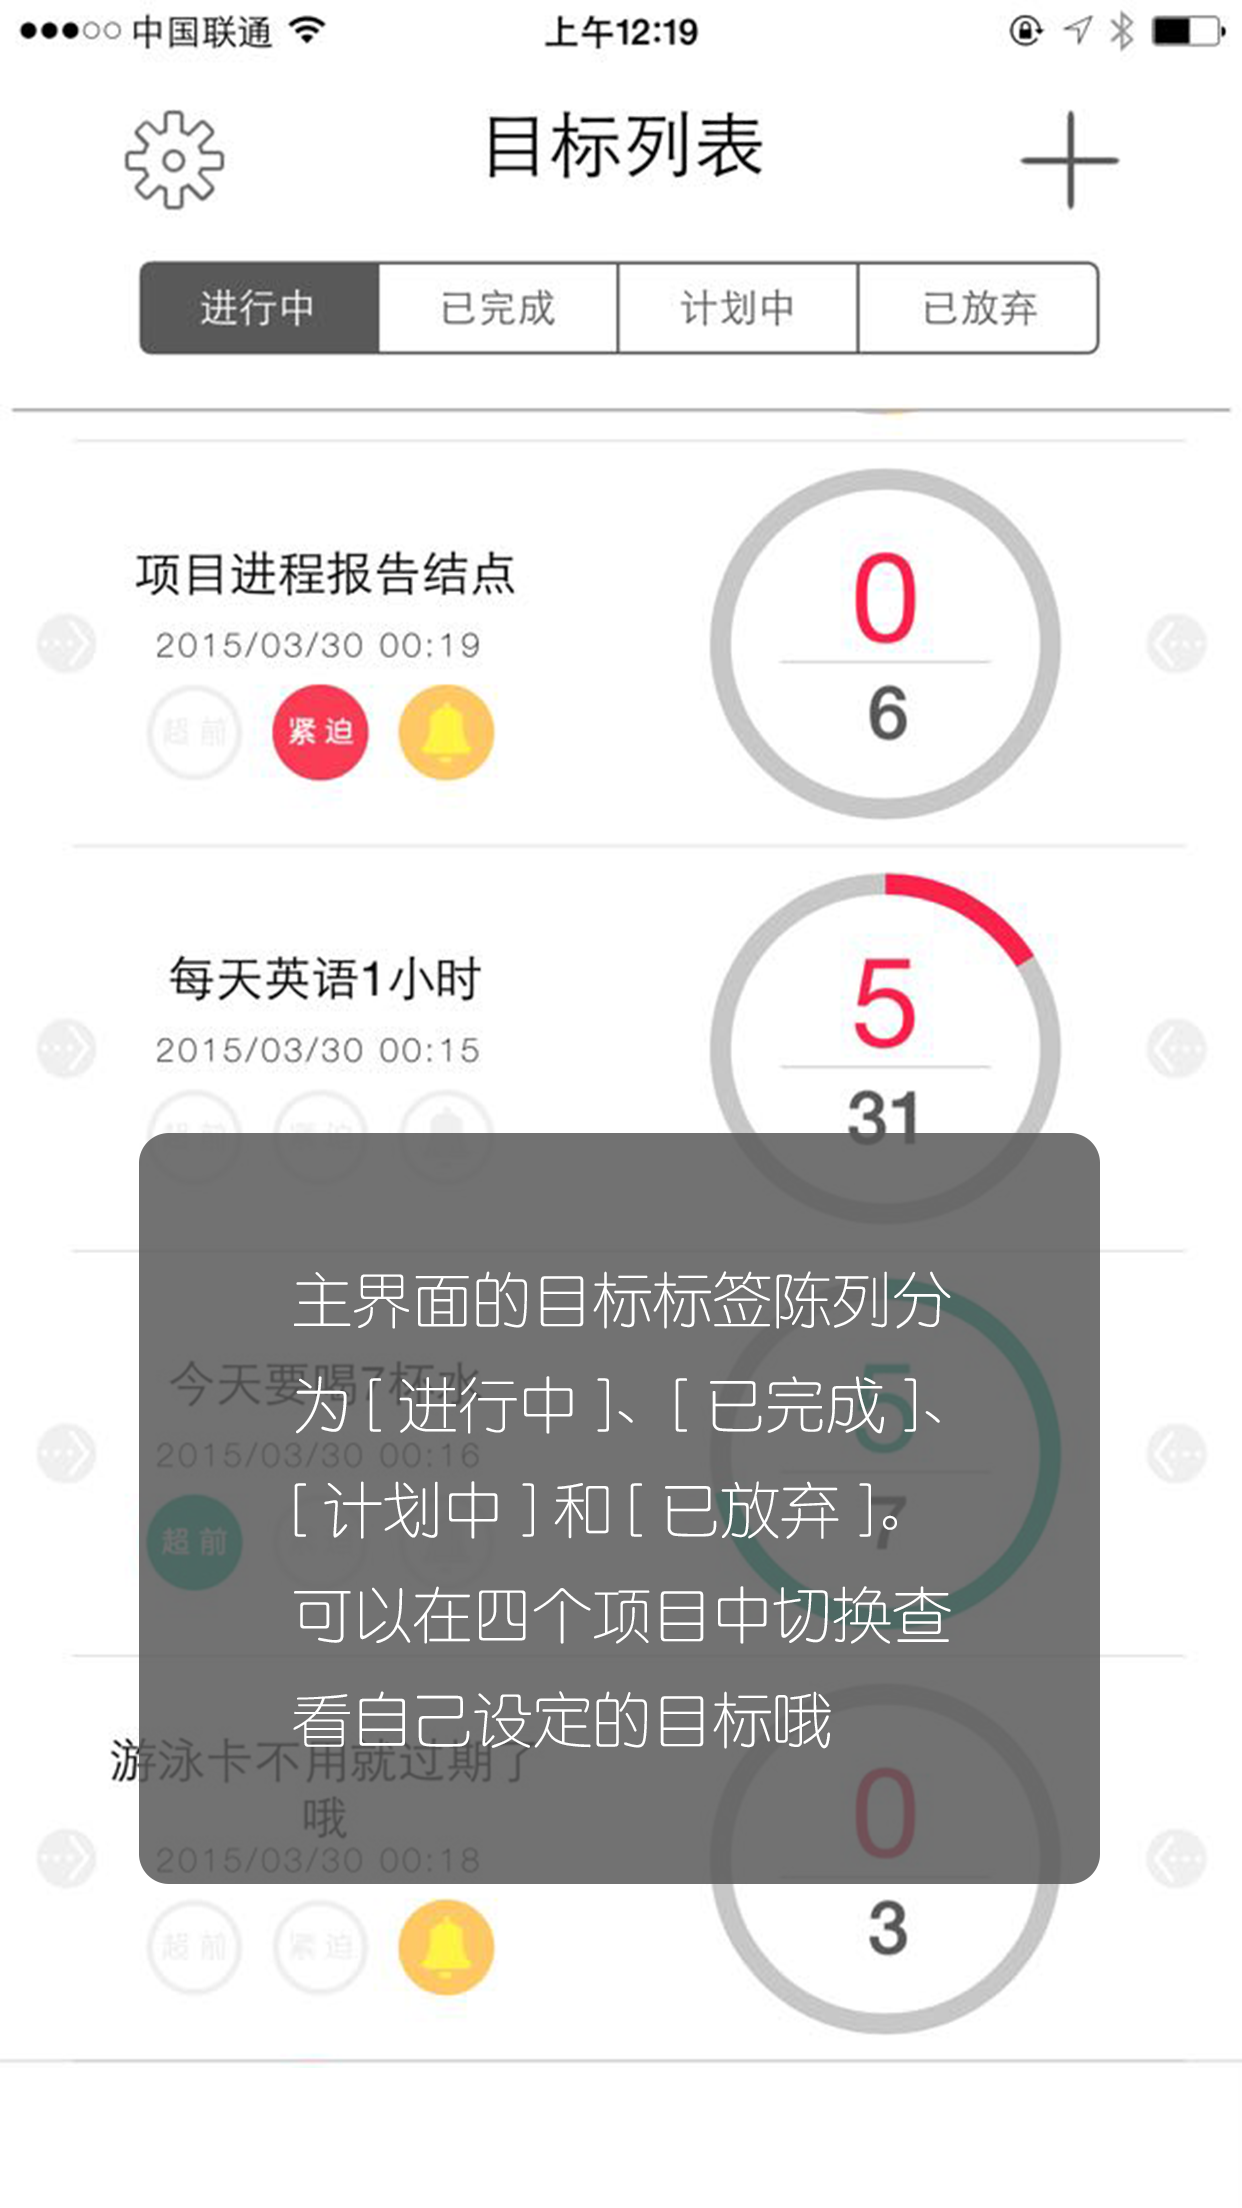 中国联通 上午12:19
目标列表
进行中 已完成 计划中 已放弃
项目进程报告结点
2015/03/30 00:19
超前 紧迫
0
6
每天英语1小时
2015/03/30 00:15
超前 紧迫
5
31
今天要喝7杯水
2015/03/30 00:16
超前
5
7
游泳卡不用就过期了
哦
2015/03/30 00:18
超前 紧迫
0
3
主界面的目标标签陈列分
为[ 进行中 ]、[ 已完成 ]、
[ 计划中 ] 和 [ 已放弃 ]。
可以在四个项目中切换查
看自己设定的目标哦